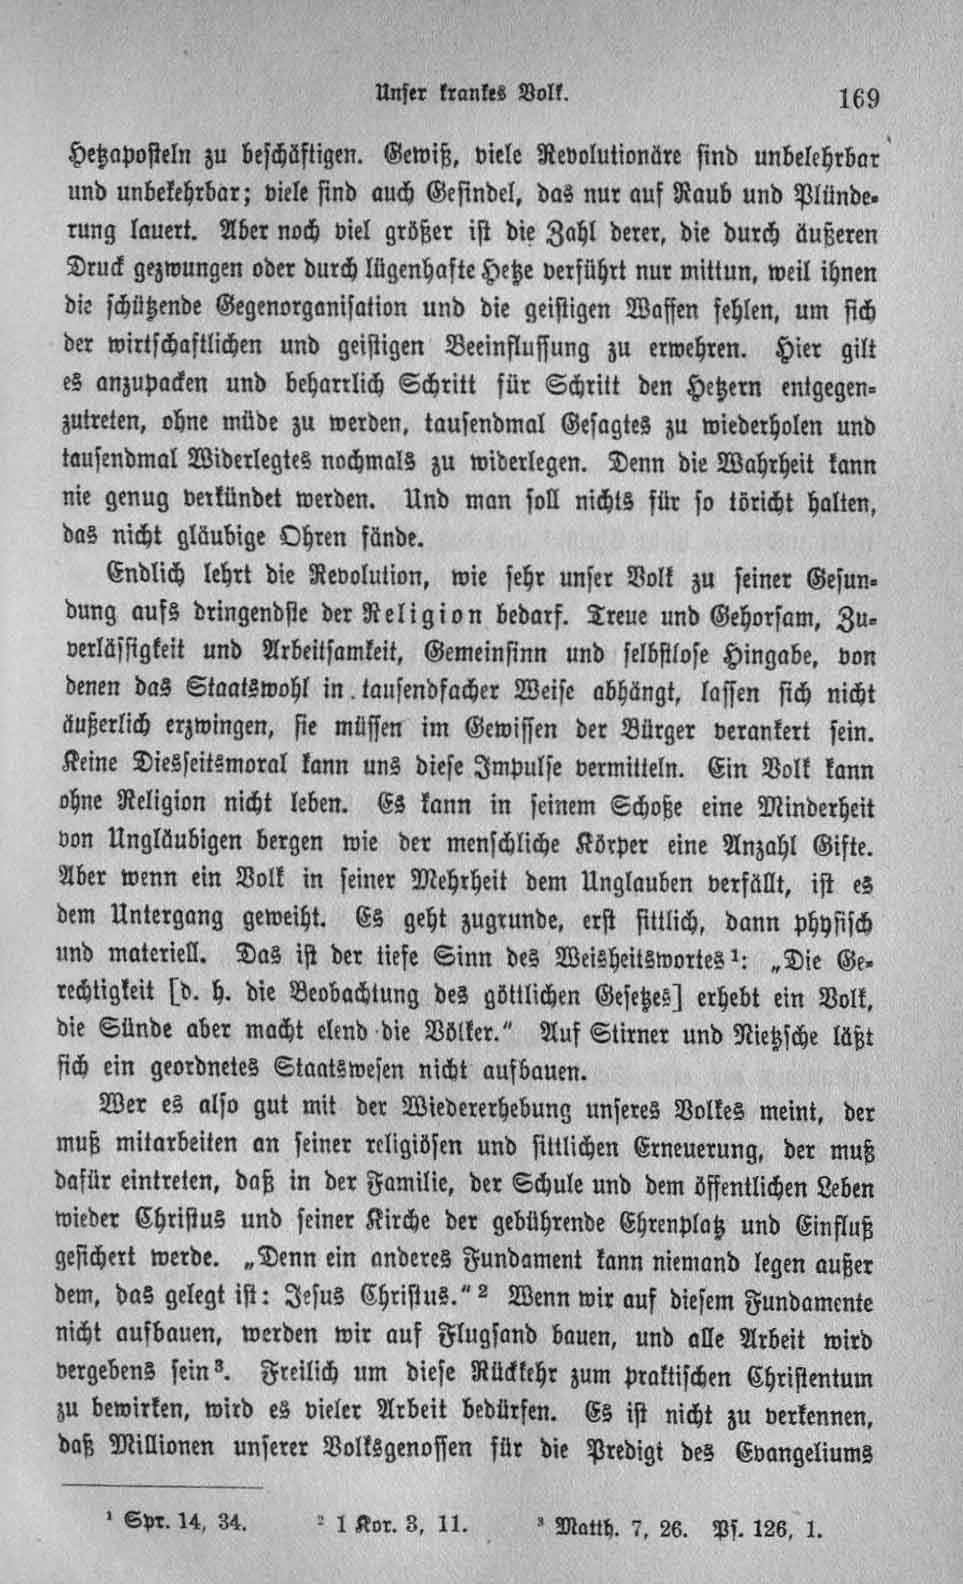 Unser krankes Volk. 169
Hetzaposteln zu beschäftigen. Gewiß, viele Revolutionäre sind unbelehrbar
und unbekehrbar; viele sind auch Gesindel, das nur auf Raub und Plünde-
rung lauert. Aber noch viel größer ist die Zahl derer, die durch äußeren
Druck gezwungen oder durch lügenhafte Hetze verführt nur mittun, weil ihnen
die schützende Gegenorganisation und die geistigen Waffen fehlen, um sich
der wirtschaftlichen und geistigen Beeinflussung zu erwehren. Hier gilt
es anzupacken und beharrlich Schritt für Schritt den Hetzern entgegen-
zutreten, ohne müde zu werden, tausendmal Gesagtes zu wiederholen und
tausendmal Widerlegtes nochmals zu widerlegen. Denn die Wahrheit kann
nie genug verkündet werden. Und man soll nichts für so töricht halten,
das nicht gläubige Ohren fände.
Endlich lehrt die Revolution, wie sehr unser Volk zu seiner Gesun-
dung aufs dringendste der Religion bedarf. Treue und Gehorsam, Zu-
verlässigkeit und Arbeitsamkeit, Gemeinsinn und selbstlose Hingabe, von
denen das Staatswohl in tausendfacher Weise abhängt, lassen sich nicht
äußerlich erzwingen, sie müssen im Gewissen der Bürger verankert sein.
Keine Diesseitsmoral kann uns diese Impulse vermitteln. Ein Volk kann
ohne Religion nicht leben. Es kann in seinem Schoße eine Minderheit
von Ungläubigen bergen wie der menschliche Körper eine Anzahl Gifte.
Aber wenn ein Volk in seiner Mehrheit dem Unglauben verfällt, ist es
dem Untergang geweiht. Es geht zugrunde, erst sittlich, dann physisch
und materiell. Das ist der tiefe Sinn des Weisheitswortes¹: „Die Ge-
rechtigkeit [d. h. die Beobachtung des göttlichen Gesetzes] erhebt ein Volk,
die Sünde aber macht elend die Völker." Auf Stirner und Nietzsche läßt
sich ein geordnetes Staatswesen nicht aufbauen.
Wer es also gut mit der Wiedererhebung unseres Volkes meint, der
muß mitarbeiten an seiner religiösen und sittlichen Erneuerung, der muß
dafür eintreten, daß in der Familie, der Schule und dem öffentlichen Leben
wieder Christus und seiner Kirche der gebührende Ehrenplatz und Einfluß
gesichert werde. „Denn ein anderes Fundament kann niemand legen außer
dem, das gelegt ist: Jesus Christus."² Wenn wir auf diesem Fundamente
nicht aufbauen, werden wir auf Flugsand bauen, und alle Arbeit wird
vergebens sein³. Freilich um diese Rückkehr zum praktischen Christentum
zu bewirken, wird es vieler Arbeit bedürfen. Es ist nicht zu verkennen,
daß Millionen unserer Volksgenossen für die Predigt des Evangeliums
¹ Spr. 14, 34. ² 1 Kor. 3, 11. ³ Matth. 7, 26. Ps. 126, 1.